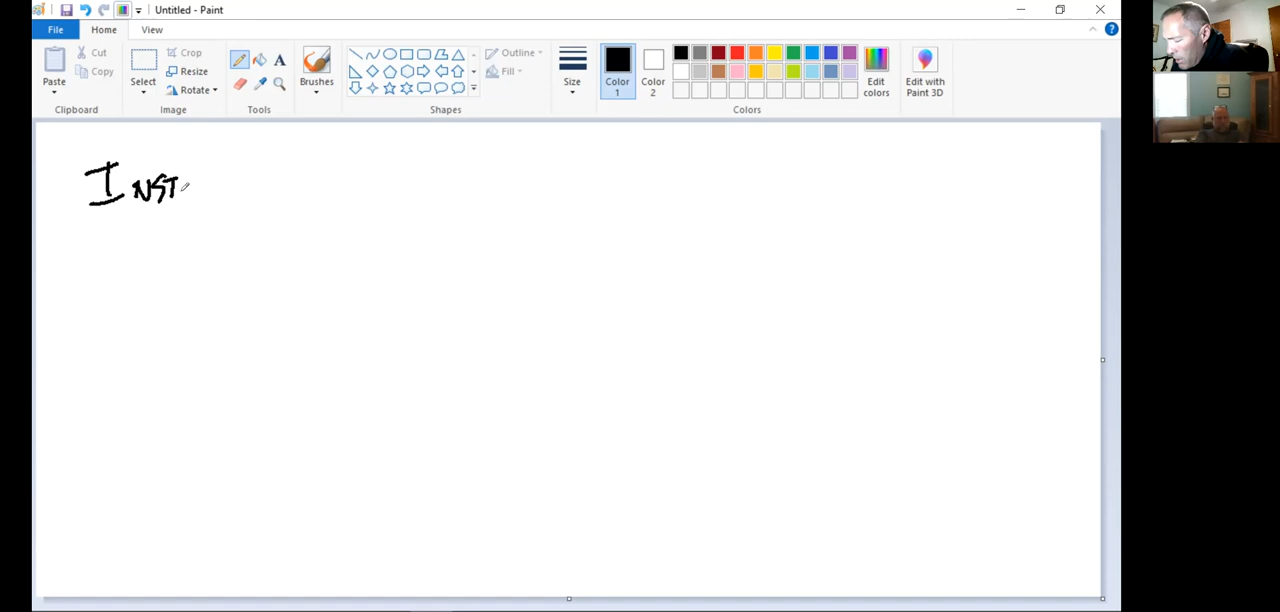 Untitled - Paint
File Home View
Paste
Cut
Copy
Clipboard
Select
Crop
Resize
Rotate
Image
Tools
Brushes
Shapes
Outline
Fill
Size
Color 1
Color 2
Colors
Edit colors
Edit with Paint 3D
INST